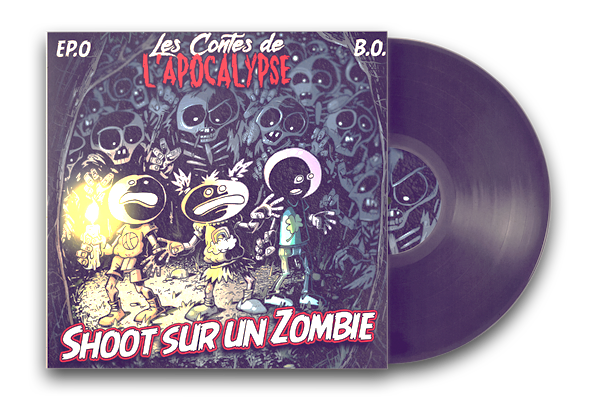 EP.0
Les Contes de
B.O.
L'APOCALYPSE
SHOOT SUR UN ZOMBIE